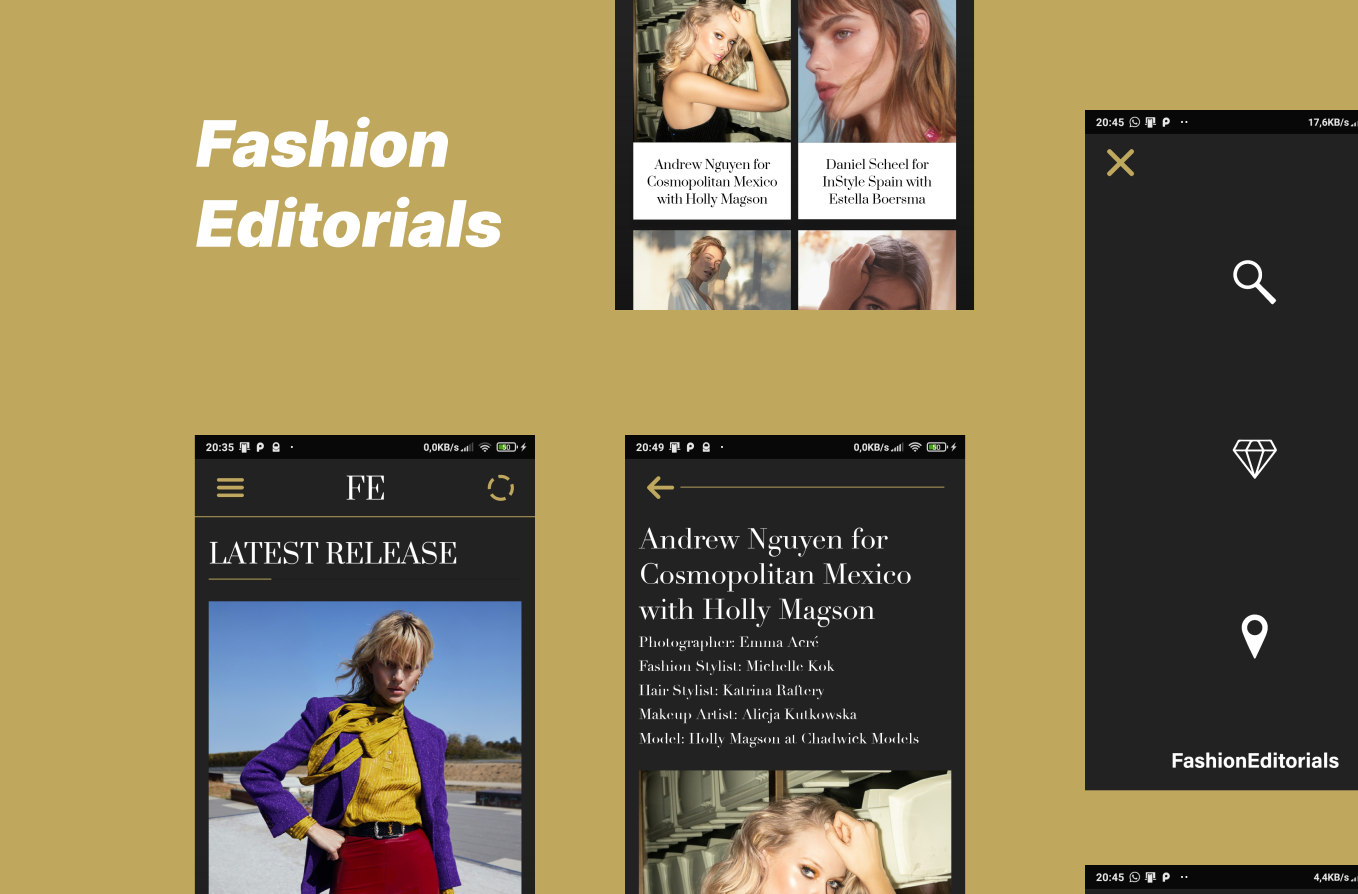 Fashion
Editorials
Andrew Nguyen for
Cosmopolitan Mexico
with Holly Magson
Daniel Scheel for
InStyle Spain with
Estella Boersma
20:45
17,6KB/s
FashionEditorials
20:35
0,0KB/s
50
FE
LATEST RELEASE
20:49
0,0KB/s
50
Andrew Nguyen for
Cosmopolitan Mexico
with Holly Magson
Photographer: Emma Acré
Fashion Stylist: Michelle Kok
Hair Stylist: Katrina Raftery
Makeup Artist: Alicja Kutkowska
Model: Holly Magson at Chadwick Models
20:45
4,4KB/s